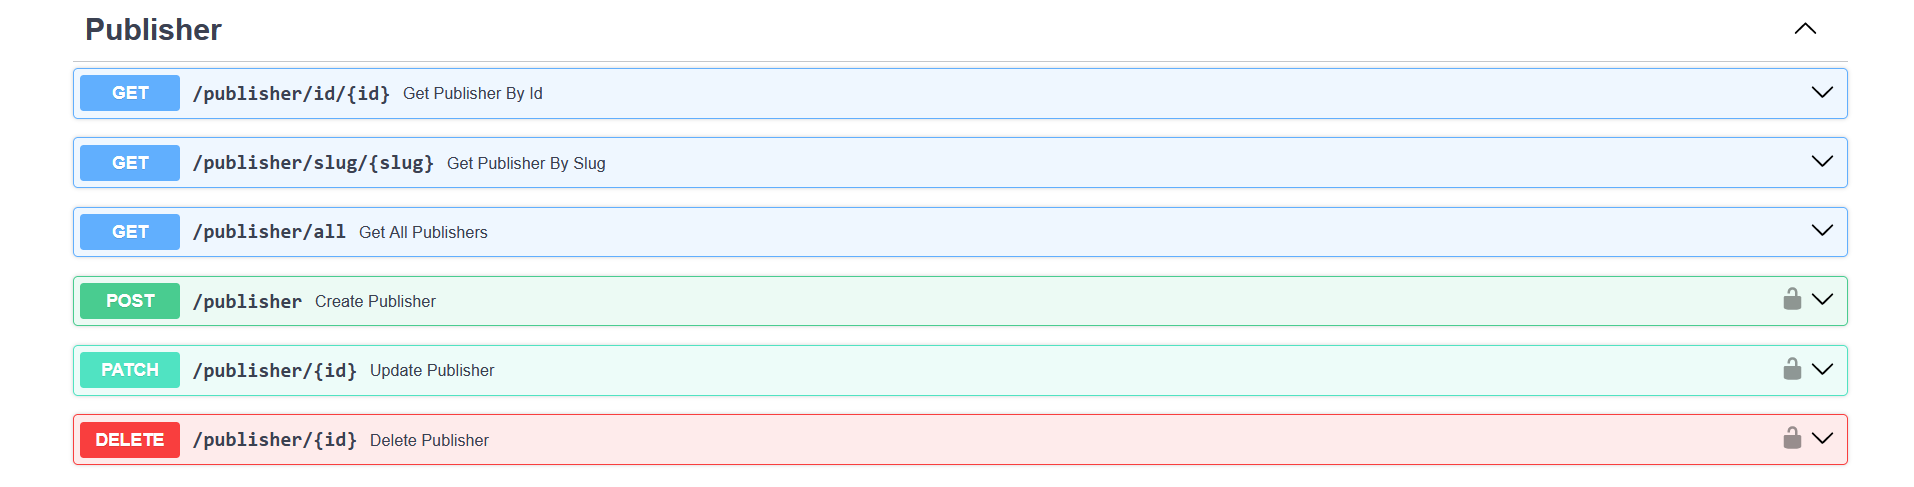 Publisher
GET /publisher/id/{id} Get Publisher By Id
GET /publisher/slug/{slug} Get Publisher By Slug
GET /publisher/all Get All Publishers
POST /publisher Create Publisher
PATCH /publisher/{id} Update Publisher
DELETE /publisher/{id} Delete Publisher